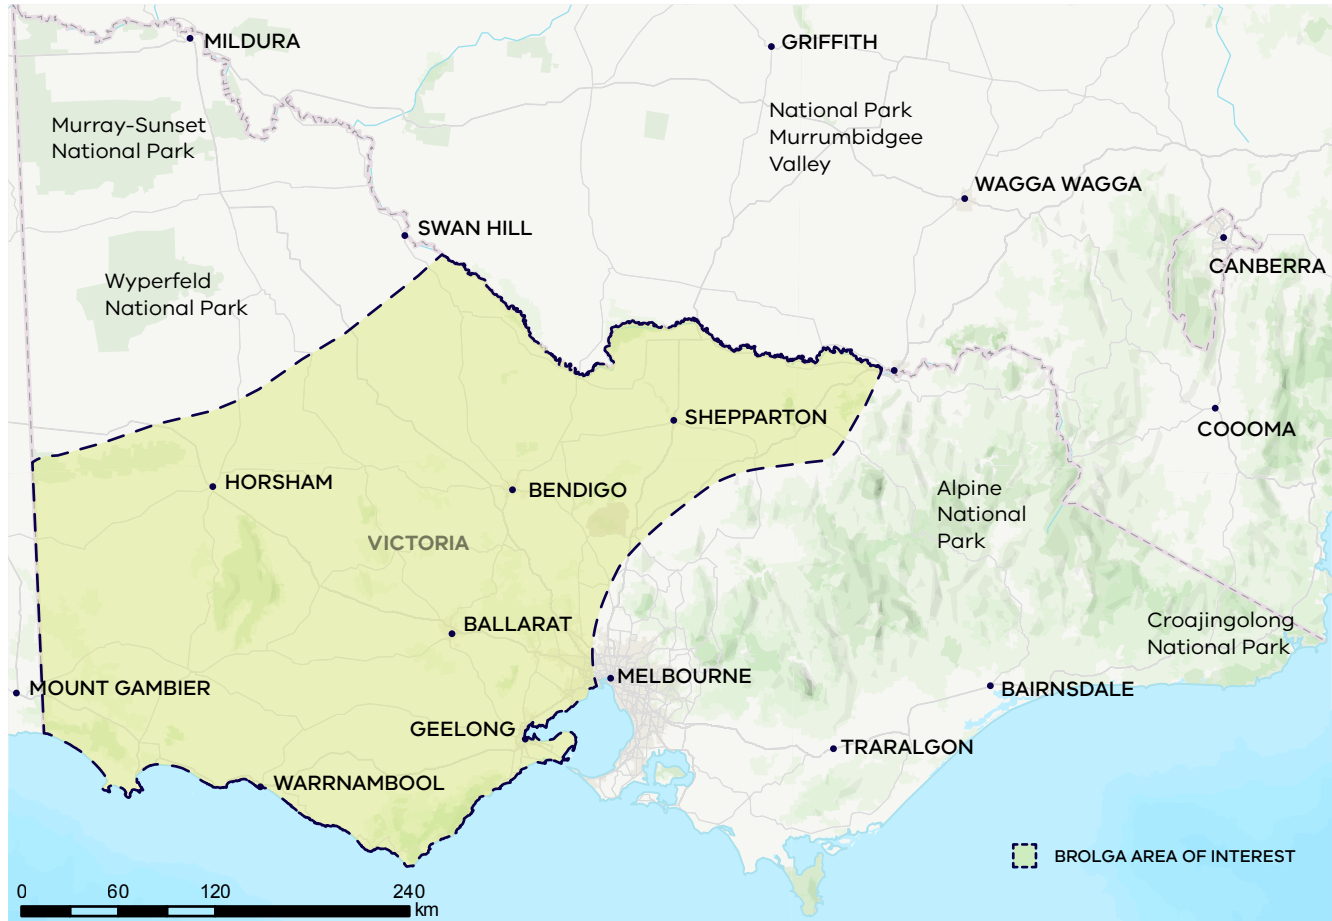 MILDURA
GRIFFITH
Murray-Sunset
National Park
National Park
Murrumbidgee
Valley
WAGGA WAGGA
SWAN HILL
CANBERRA
Wyperfeld
National Park
SHEPPARTON
COOOMA
HORSHAM
BENDIGO
Alpine
National
Park
VICTORIA
BALLARAT
Croajingolong
National Park
MELBOURNE
MOUNT GAMBIER
BAIRNSDALE
GEELONG
TRARALGON
WARRNAMBOOL
BROLGA AREA OF INTEREST
0 60 120 240
km